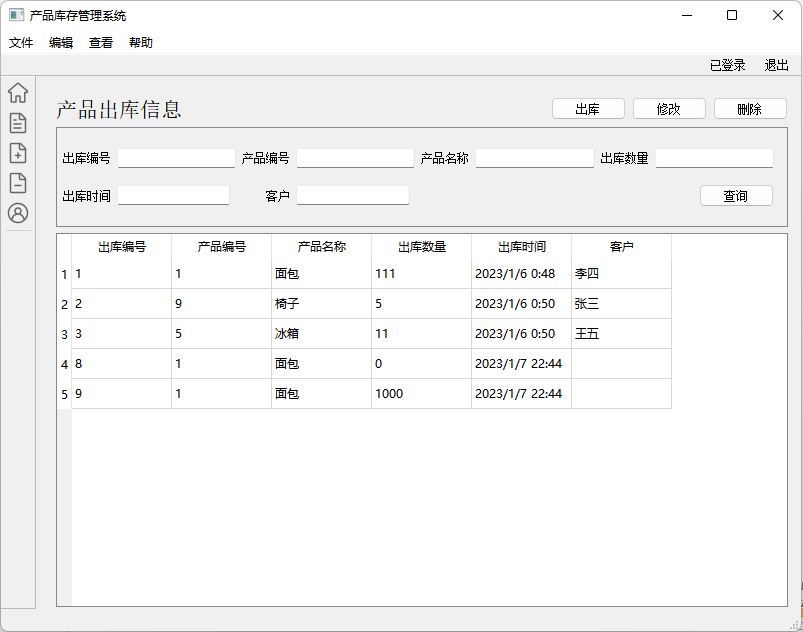 产品库存管理系统
文件 编辑 查看 帮助
已登录 退出
产品出库信息 出库 修改 删除
出库编号 产品编号 产品名称 出库数量
出库时间 客户 查询
出库编号 产品编号 产品名称 出库数量 出库时间 客户
1 1 1 面包 111 2023/1/6 0:48 李四
2 2 9 椅子 5 2023/1/6 0:50 张三
3 3 5 冰箱 11 2023/1/6 0:50 王五
4 8 1 面包 0 2023/1/7 22:44
5 9 1 面包 1000 2023/1/7 22:44